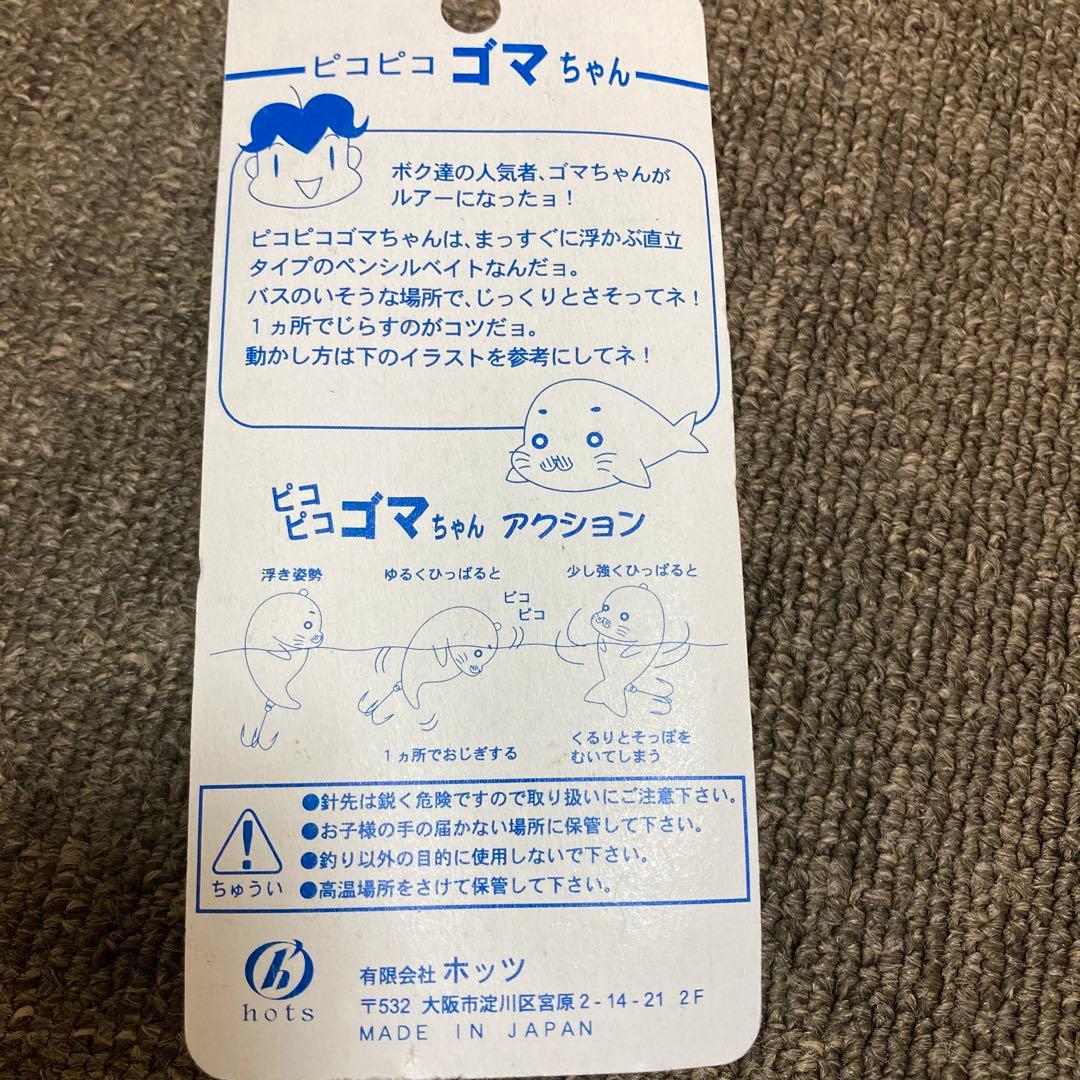 ピコピコ ゴマちゃん
ボク達の人気者、ゴマちゃんが
ルアーになったョ！
ピコピコゴマちゃんは、まっすぐに浮かぶ直立
タイプのペンシルベイトなんだョ。
バスのいそうな場所で、じっくりとさそってネ！
１ヵ所でじらすのがコツだョ。
動かし方は下のイラストを参考にしてネ！
ピコ
ピコ ゴマちゃん アクション
浮き姿勢
ゆるくひっぱると
少し強くひっぱると
ピコ
ピコ
１ヵ所でおじぎする
くるりとそっぽを
むいてしまう
●針先は鋭く危険ですので取り扱いにご注意下さい。
●お子様の手の届かない場所に保管して下さい。
●釣り以外の目的に使用しないで下さい。
●高温場所をさけて保管して下さい。
ちゅうい
h
hots
有限会社 ホッツ
〒532 大阪市淀川区宮原2-14-21 2F
MADE IN JAPAN